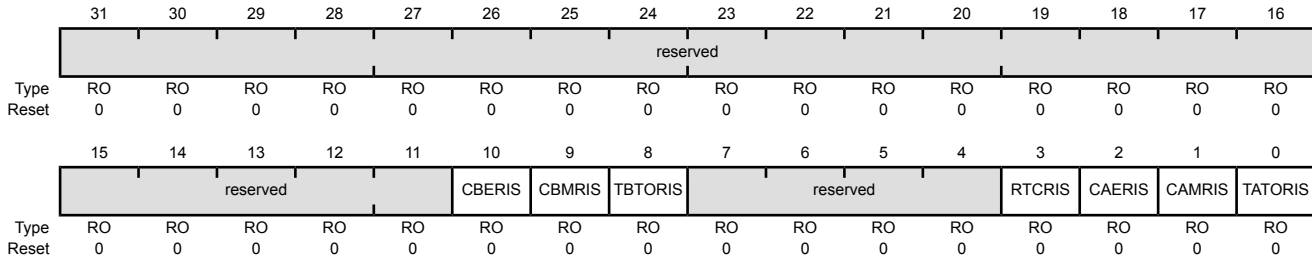 31 30 29 28 27 26 25 24 23 22 21 20 19 18 17 16
reserved
Type RO RO RO RO RO RO RO RO RO RO RO RO RO RO RO RO
Reset 0 0 0 0 0 0 0 0 0 0 0 0 0 0 0 0
15 14 13 12 11 10 9 8 7 6 5 4 3 2 1 0
reserved CBERIS CBMRIS TBTORIS reserved RTCRIS CAERIS CAMRIS TATORIS
Type RO RO RO RO RO RO RO RO RO RO RO RO RO RO RO RO
Reset 0 0 0 0 0 0 0 0 0 0 0 0 0 0 0 0